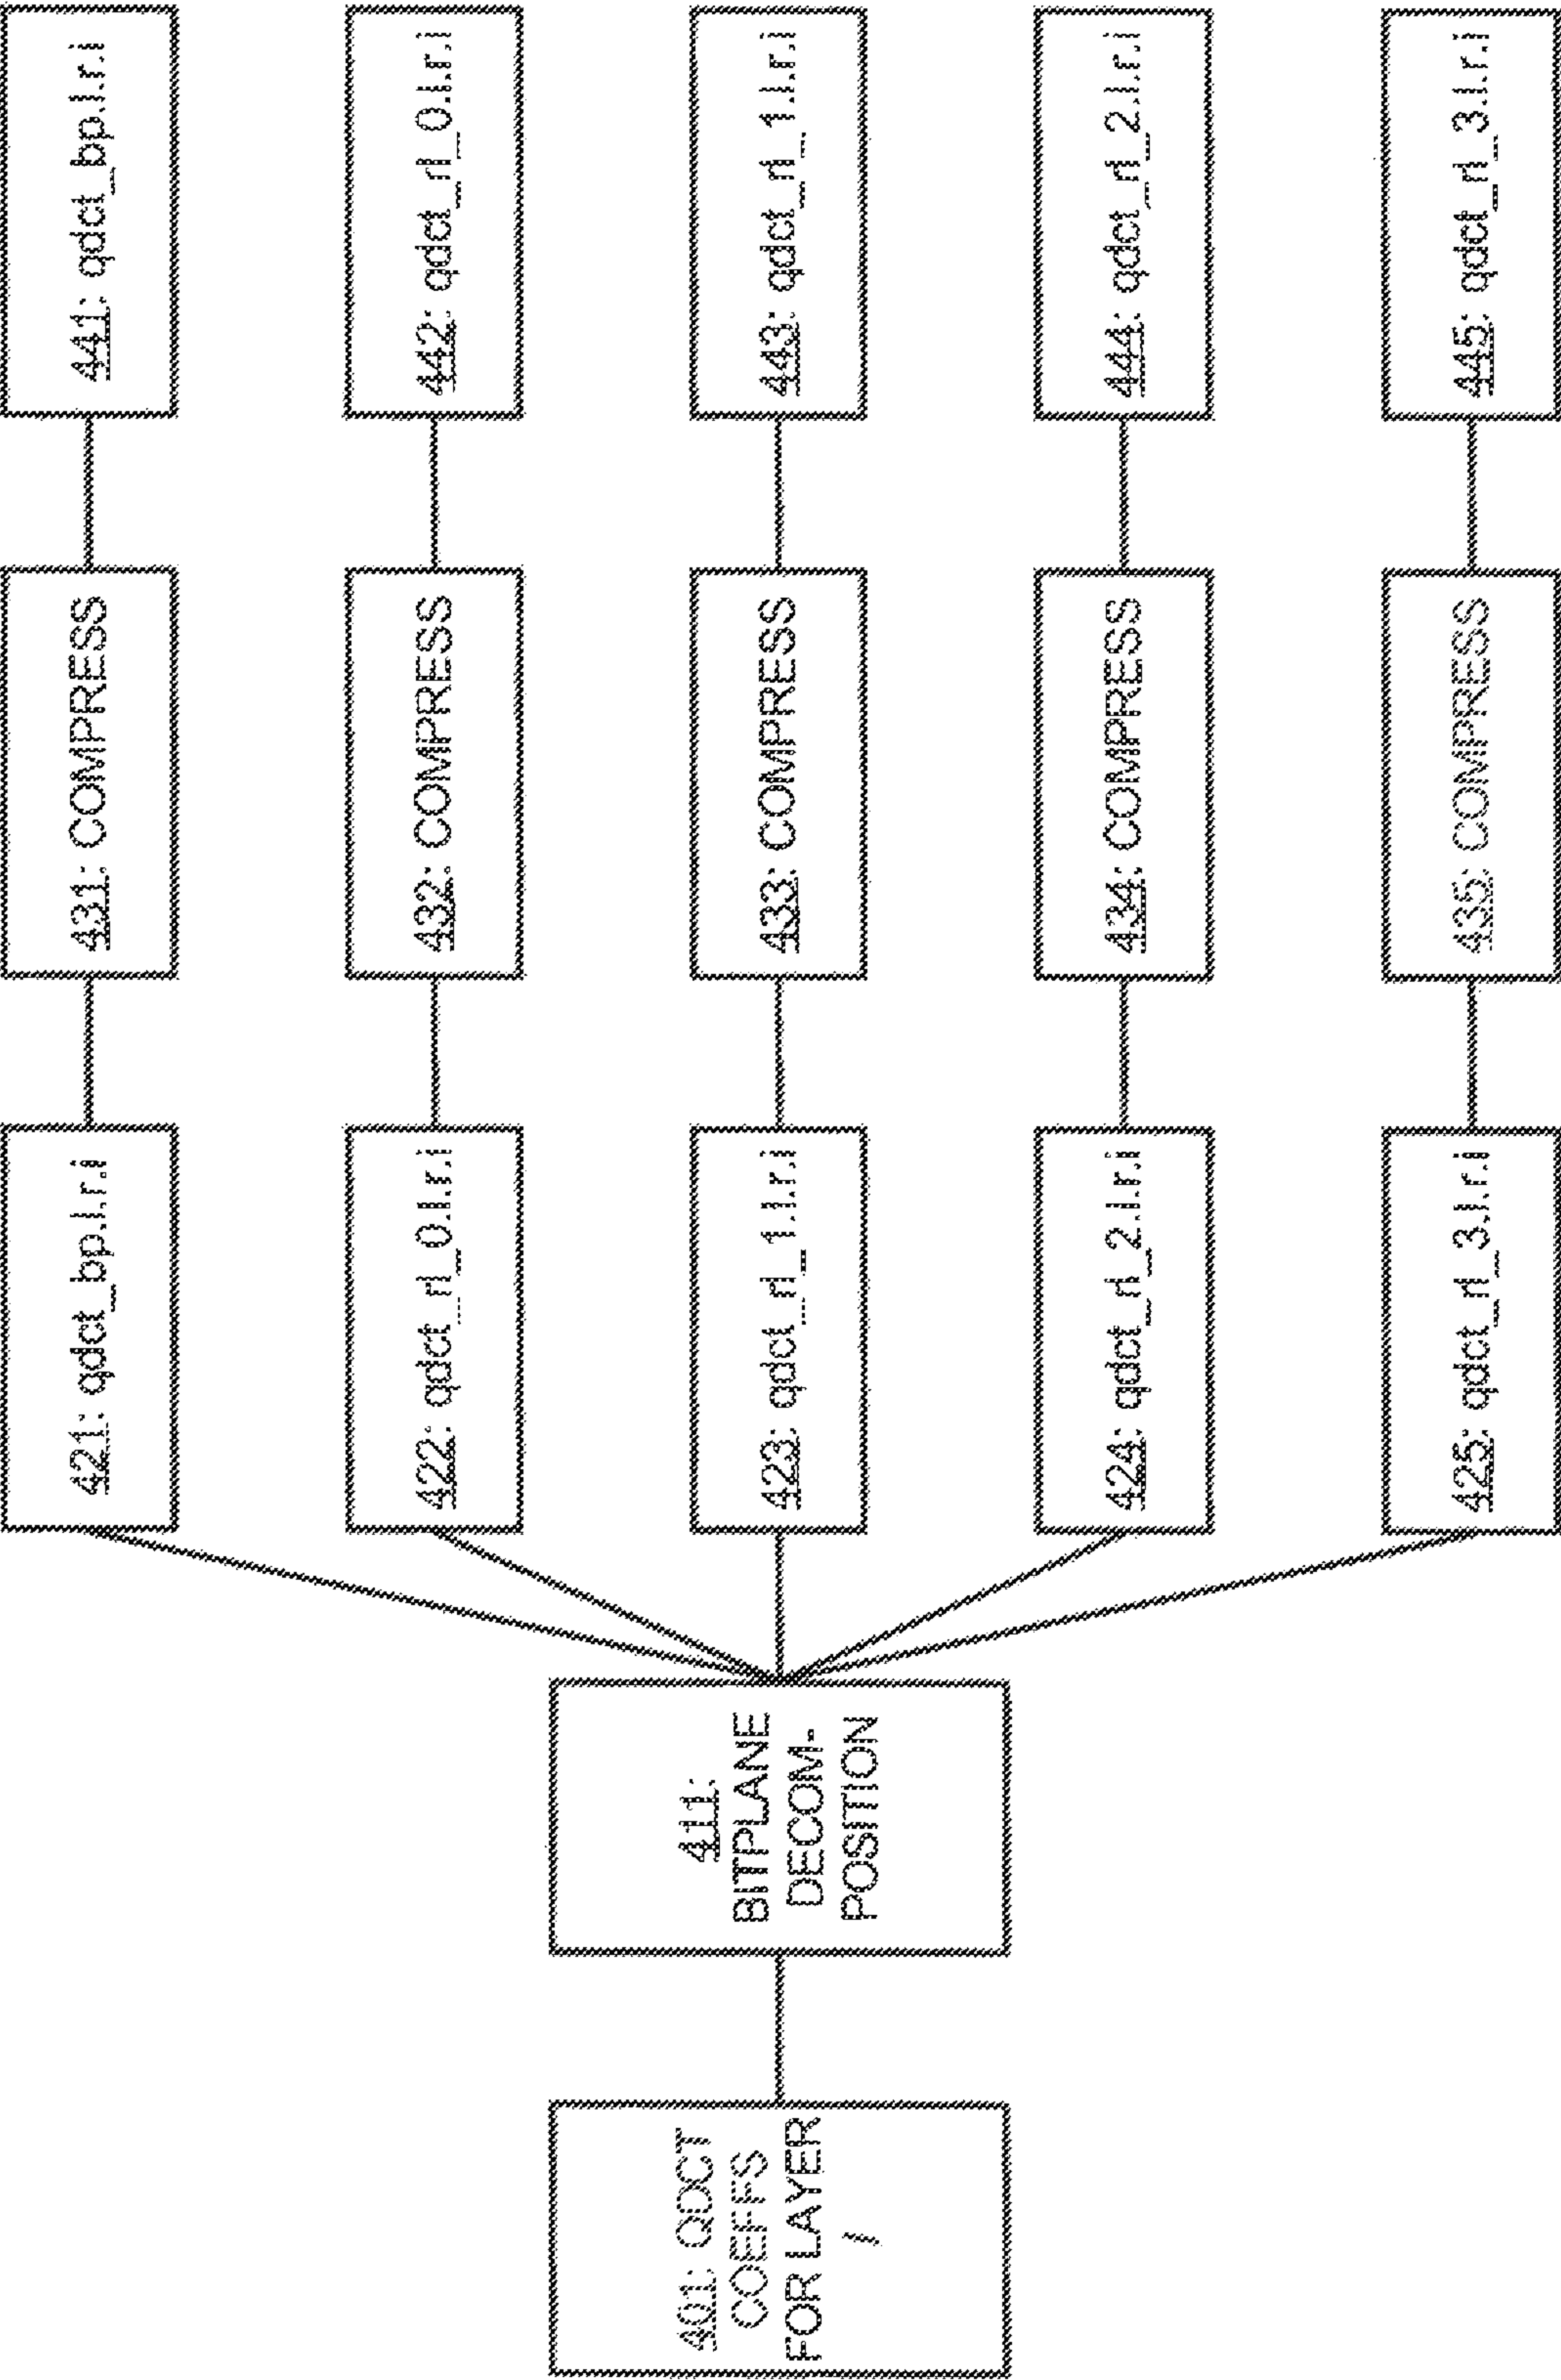 401: QDCT
COEFFS
FOR LAYER
l
411:
BITPLANE
DECOM-
POSITION
421: qdct_bp.l.r.i
431: COMPRESS
441: qdct_bp.l.r.i
422: qdct_rl_0.l.r.i
432: COMPRESS
442: qdct_rl_0.l.r.i
423: qdct_rl_1.l.r.i
433: COMPRESS
443: qdct_rl_1.l.r.i
424: qdct_rl_2.l.r.i
434: COMPRESS
444: qdct_rl_2.l.r.i
425: qdct_rl_3.l.r.i
435: COMPRESS
445: qdct_rl_3.l.r.i